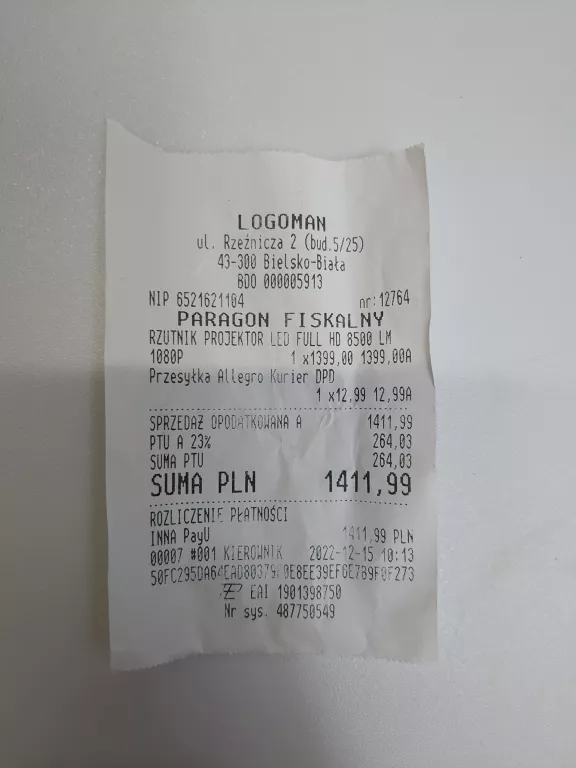 LOGOMAN
ul. Rzeźnicza 2 (bud.5/25)
43-300 Bielsko-Biała
BDO 000005913
NIP 6521621104 nr:12764
PARAGON FISKALNY
RZUTNIK PROJEKTOR LED FULL HD 8500 LM
1080P 1 x1399,00 1399,00A
Przesyłka Allegro Kurier DPD
1 x12,99 12,99A
SPRZEDAŻ OPODATKOWANA A 1411,99
PTU A 23% 264,03
SUMA PTU 264,03
SUMA PLN 1411,99
ROZLICZENIE PŁATNOŚCI
INNA PayU 1411,99 PLN
00007 #001 KIEROWNIK 2022-12-15 10:13
EAI 1901398750
Nr sys. 487750549